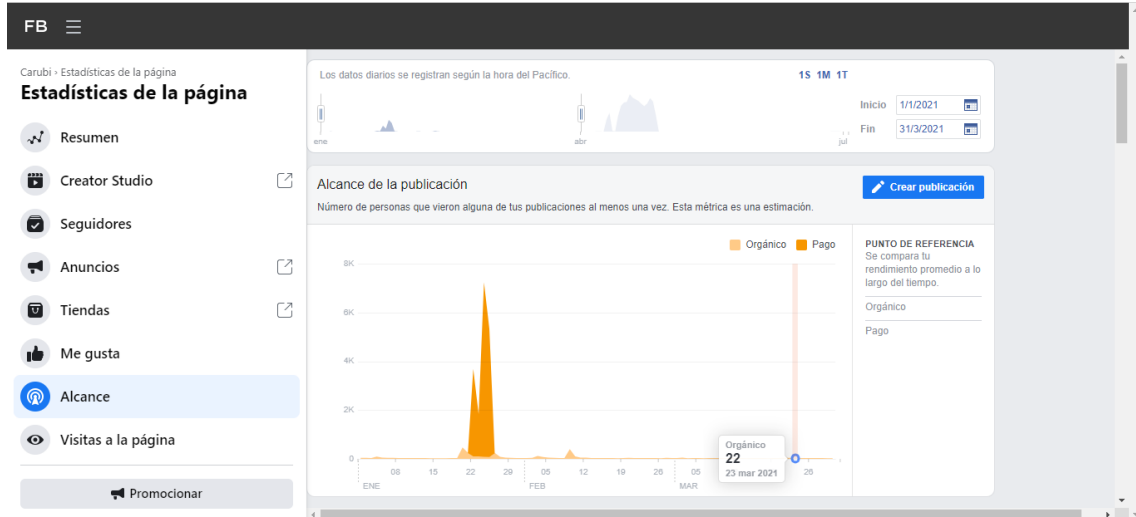 FB
Carubi › Estadísticas de la página
Estadísticas de la página
Resumen
Creator Studio
Seguidores
Anuncios
Tiendas
Me gusta
Alcance
Visitas a la página
Promocionar
Los datos diarios se registran según la hora del Pacífico.
1S 1M 1T
Inicio 1/1/2021
Fin 31/3/2021
ene abr jul
Alcance de la publicación
Crear publicación
Número de personas que vieron alguna de tus publicaciones al menos una vez. Esta métrica es una estimación.
Orgánico Pago
8K
6K
4K
2K
0
08 15 22 29 05 12 19 26 05 26
ENE FEB MAR
Orgánico
22
23 mar 2021
PUNTO DE REFERENCIA
Se compara tu
rendimiento promedio a lo
largo del tiempo.
Orgánico
Pago